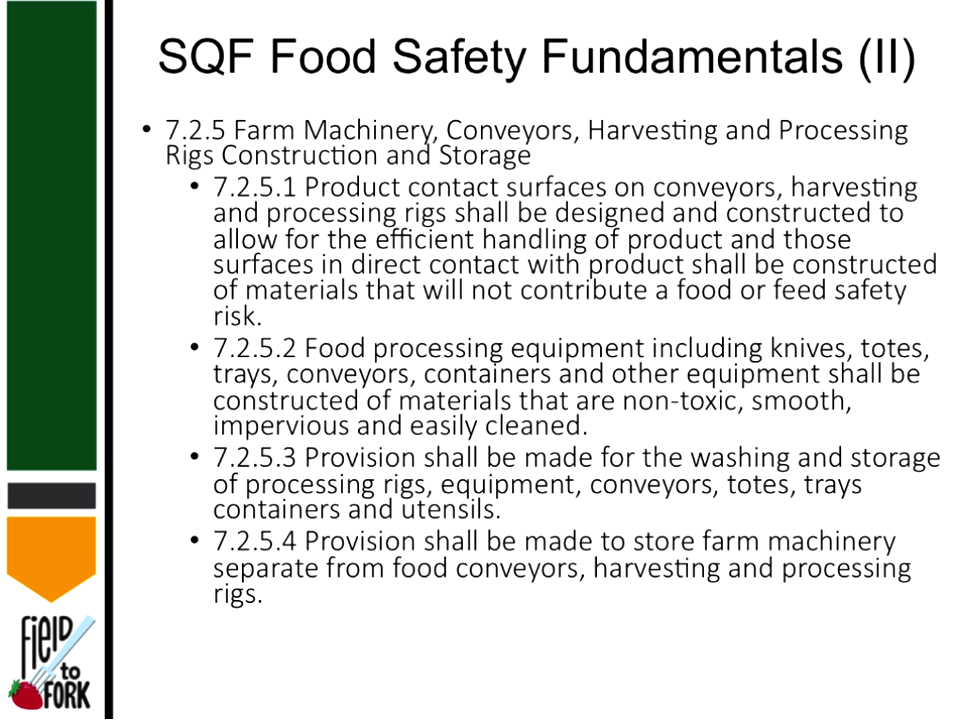 SQF Food Safety Fundamentals (II)
• 7.2.5 Farm Machinery, Conveyors, Harvesting and Processing
Rigs Construction and Storage
• 7.2.5.1 Product contact surfaces on conveyors, harvesting
and processing rigs shall be designed and constructed to
allow for the efficient handling of product and those
surfaces in direct contact with product shall be constructed
of materials that will not contribute a food or feed safety
risk.
• 7.2.5.2 Food processing equipment including knives, totes,
trays, conveyors, containers and other equipment shall be
constructed of materials that are non-toxic, smooth,
impervious and easily cleaned.
• 7.2.5.3 Provision shall be made for the washing and storage
of processing rigs, equipment, conveyors, totes, trays
containers and utensils.
• 7.2.5.4 Provision shall be made to store farm machinery
separate from food conveyors, harvesting and processing
rigs.
FiElD
to
FORK